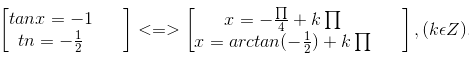 [tanx = −1   ] <=> [x = −∏/4 + k∏   ], (kϵZ)
[tn = −1/2   ] [x = arctan(−1/2) + k∏   ]